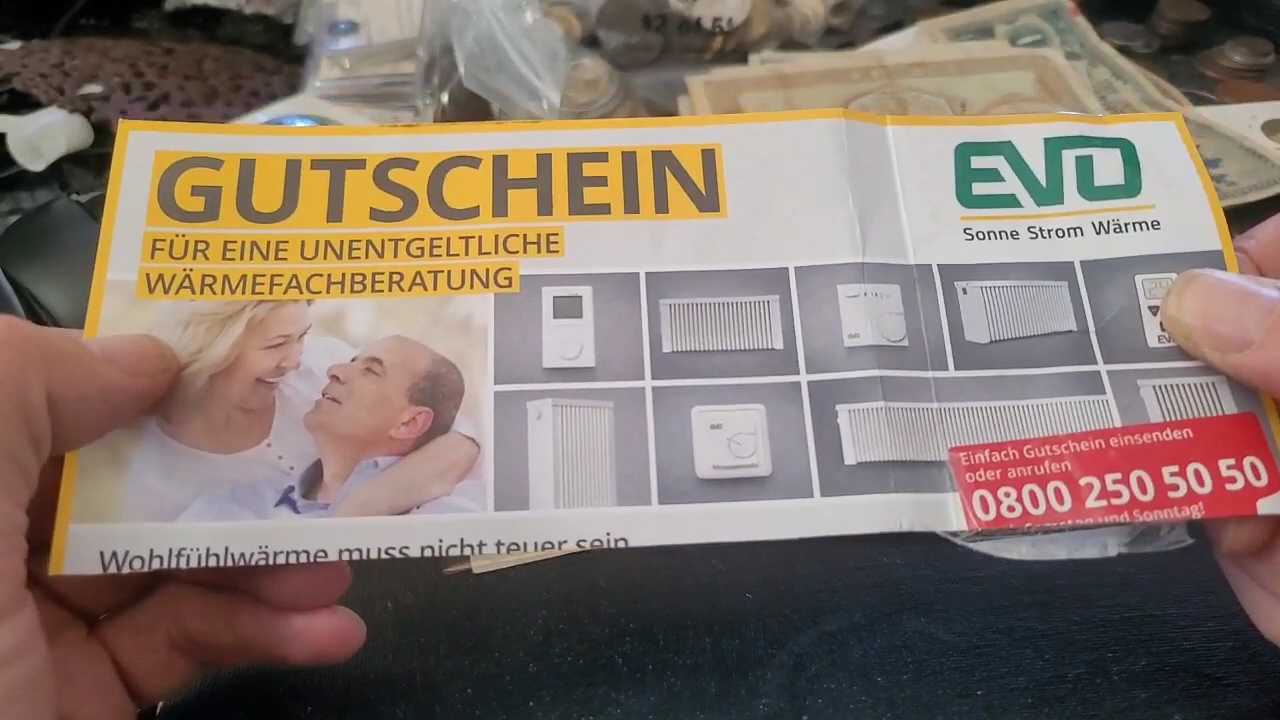 GUTSCHEIN
FÜR EINE UNENTGELTLICHE
WÄRMEFACHBERATUNG
EVO
Sonne Strom Wärme
Einfach Gutschein einsenden
oder anrufen
0800 250 50 50
und Sonntag!
Wohlfühlwärme muss nicht teuer sein